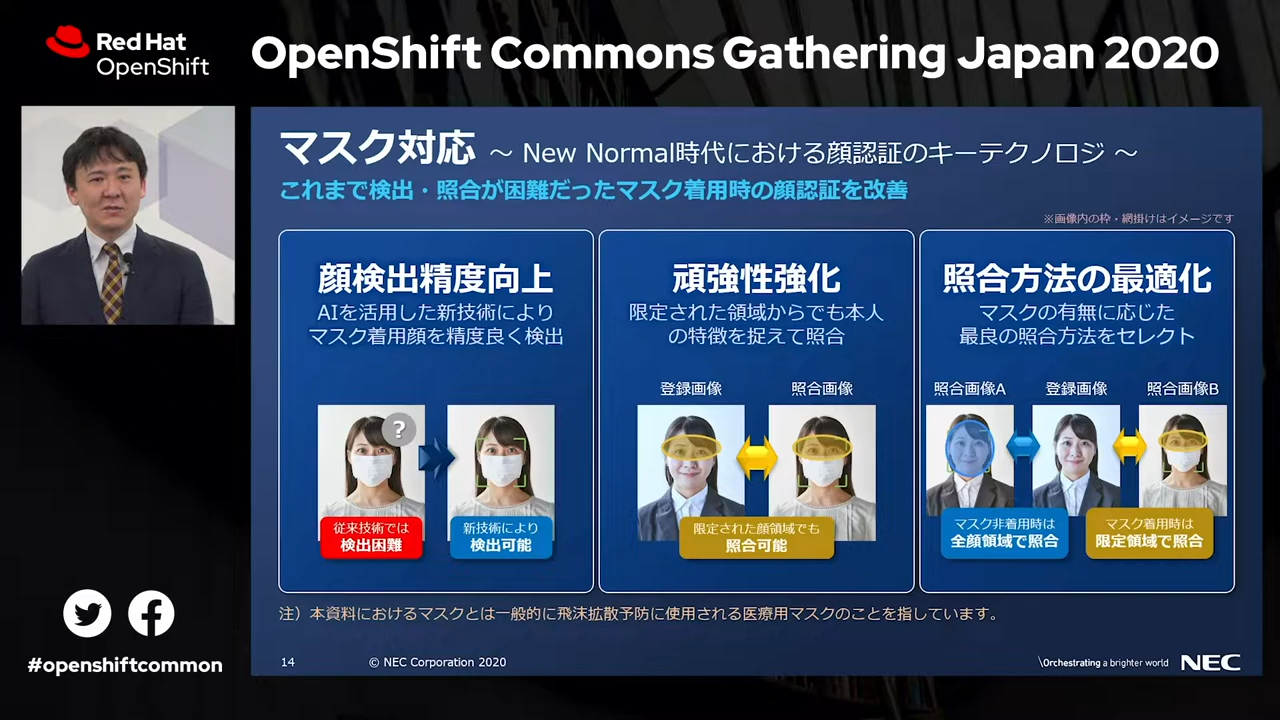 Red Hat
OpenShift
OpenShift Commons Gathering Japan 2020
マスク対応 ～ New Normal時代における顔認証のキーテクノロジ ～
これまで検出・照合が困難だったマスク着用時の顔認証を改善
※画像内の枠・網掛けはイメージです
顔検出精度向上
AIを活用した新技術により
マスク着用顔を精度良く検出
?
従来技術では
検出困難
新技術により
検出可能
頑強性強化
限定された領域からでも本人
の特徴を捉えて照合
登録画像
照合画像
限定された顔領域でも
照合可能
照合方法の最適化
マスクの有無に応じた
最良の照合方法をセレクト
照合画像A
登録画像
照合画像B
マスク非着用時は
全顔領域で照合
マスク着用時は
限定領域で照合
注）本資料におけるマスクとは一般的に飛沫拡散予防に使用される医療用マスクのことを指しています。
#openshiftcommon
14
© NEC Corporation 2020
\Orchestrating a brighter world
NEC